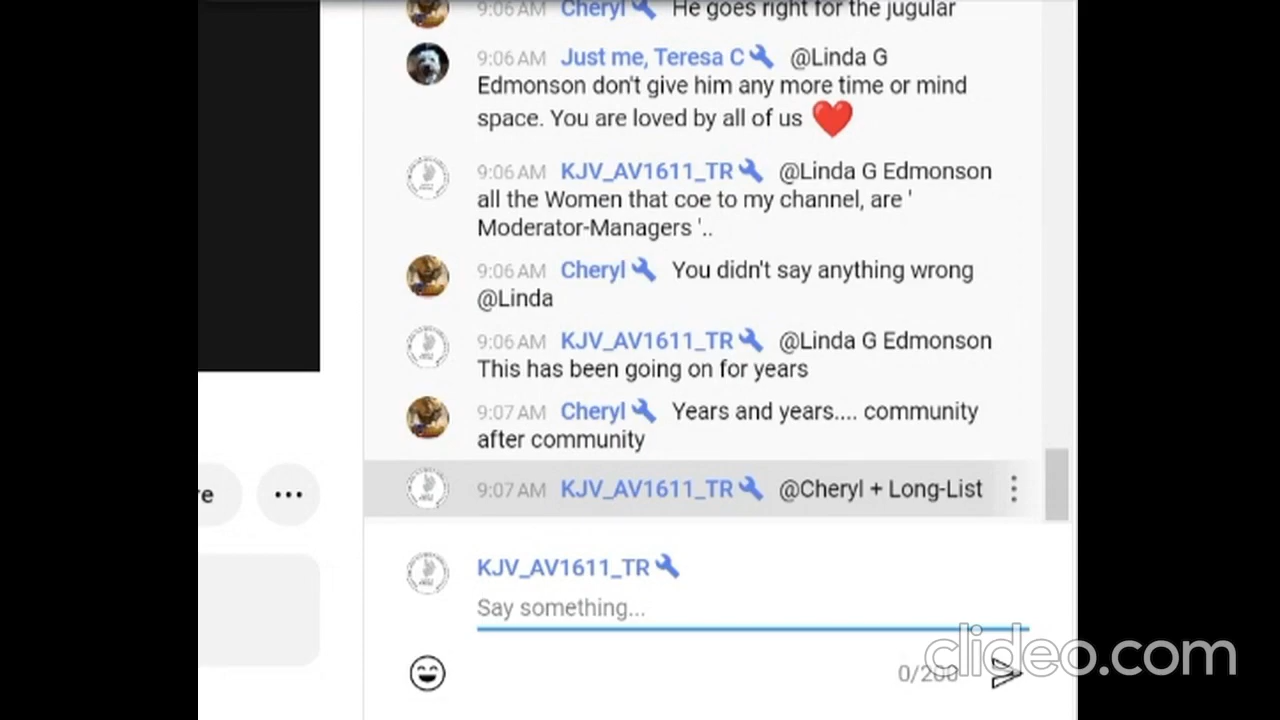 9:06 AM Cheryl He goes right for the jugular
9:06 AM Just me, Teresa C @Linda G
Edmonson don't give him any more time or mind
space. You are loved by all of us ❤️
9:06 AM KJV_AV1611_TR @Linda G Edmonson
all the Women that coe to my channel, are '
Moderator-Managers '..
9:06 AM Cheryl You didn't say anything wrong
@Linda
9:06 AM KJV_AV1611_TR @Linda G Edmonson
This has been going on for years
9:07 AM Cheryl Years and years.... community
after community
re
9:07 AM KJV_AV1611_TR @Cheryl + Long-List
KJV_AV1611_TR
Say something...
0/200
clideo.com